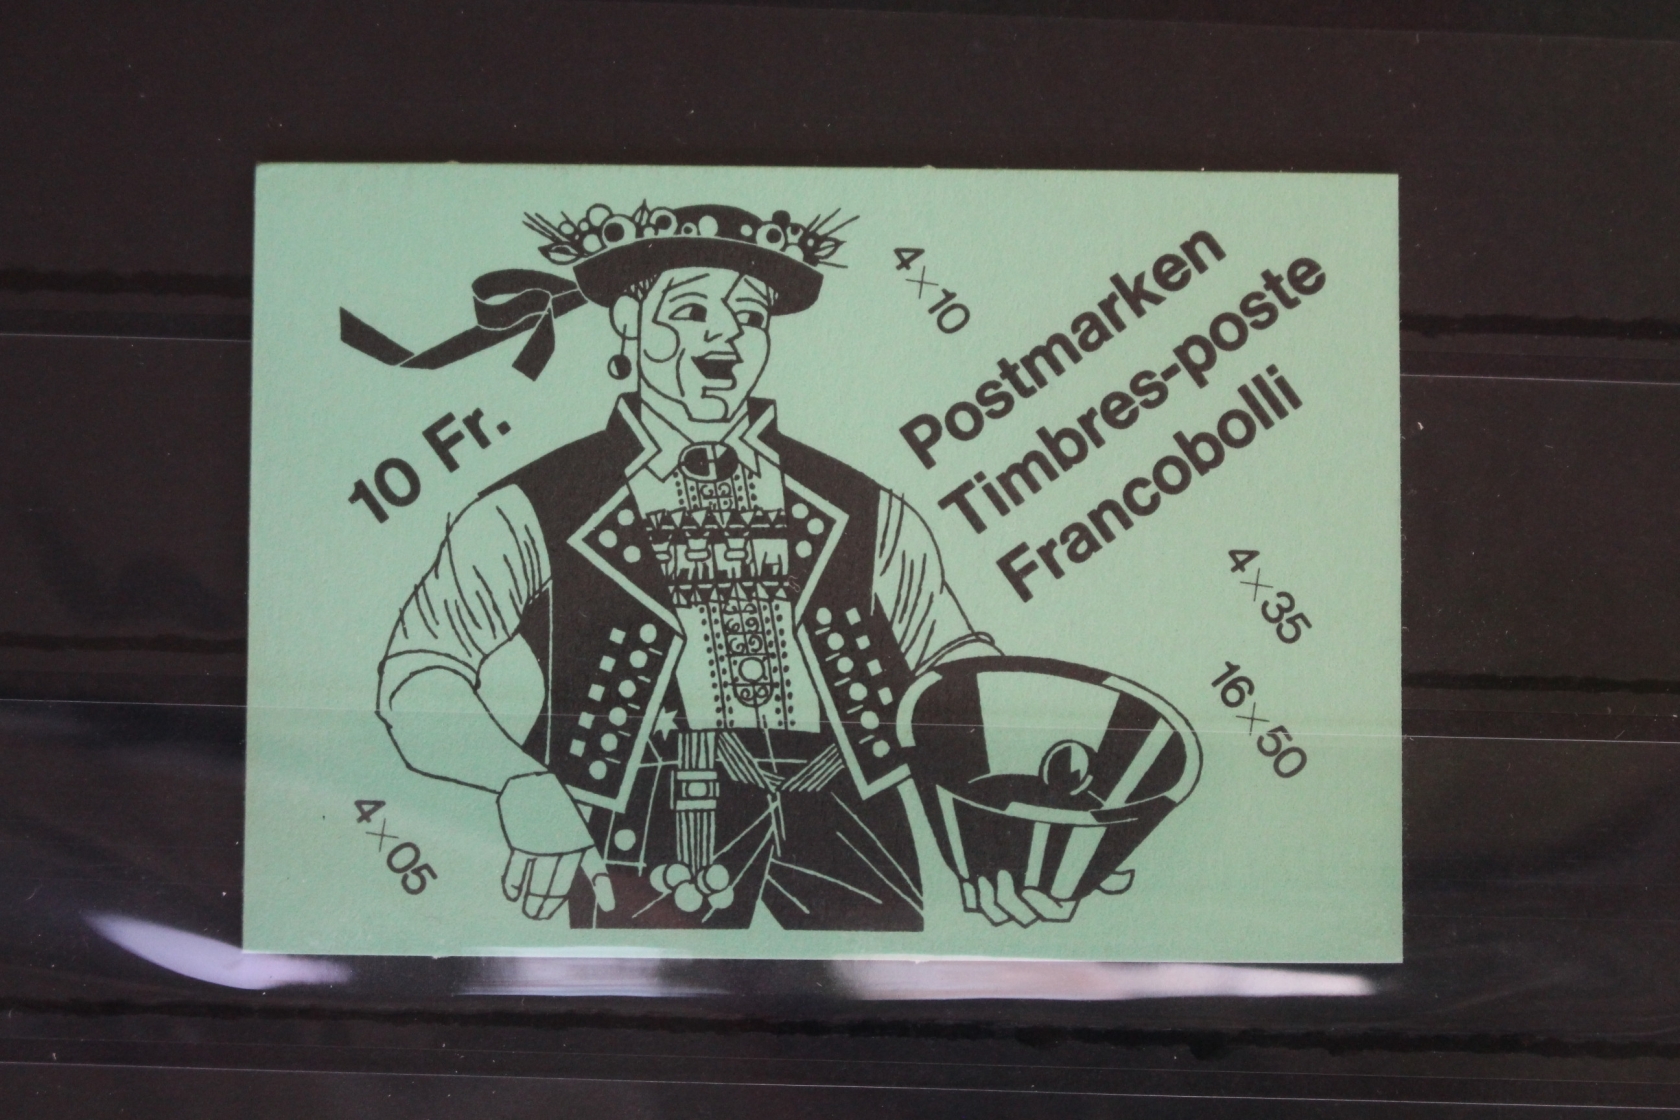 10 Fr.
4×10
Postmarken
Timbres-poste
Francobolli
4×35
16×50
4×05